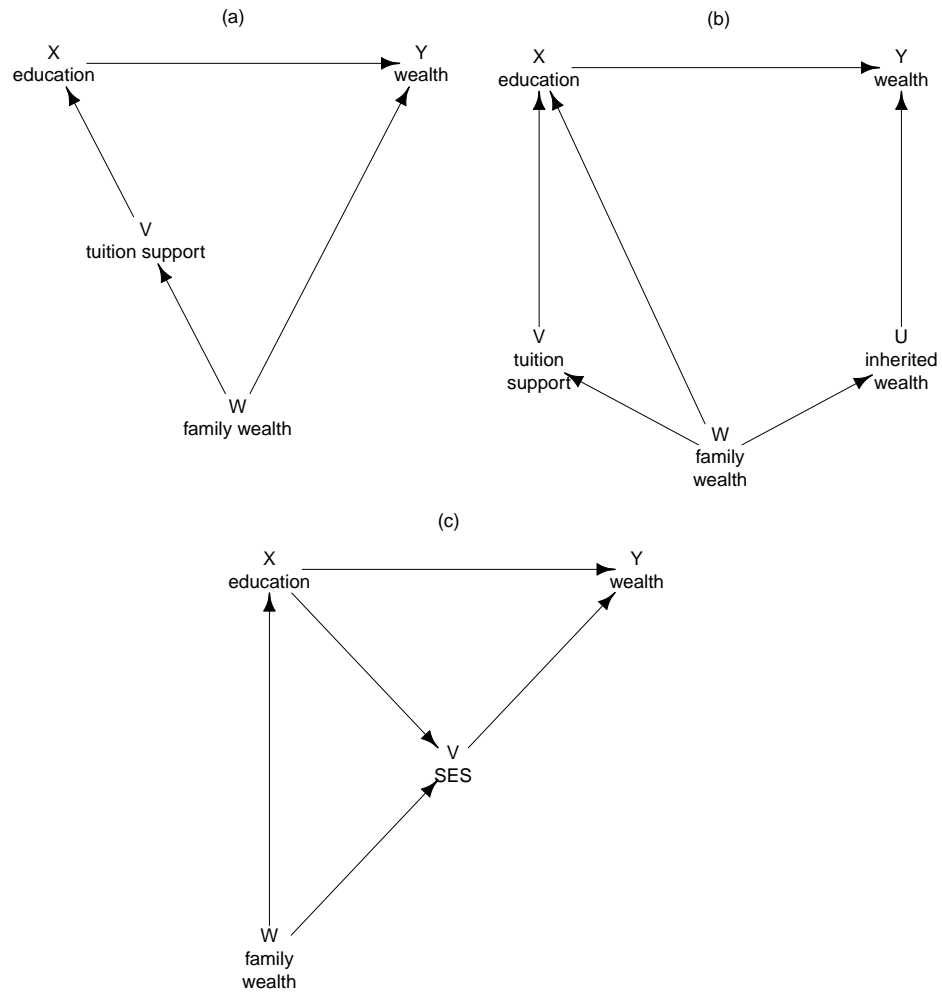 (a)
X
education
Y
wealth
V
tuition support
W
family wealth
(b)
X
education
Y
wealth
V
tuition
support
U
inherited
wealth
W
family
wealth
(c)
X
education
Y
wealth
V
SES
W
family
wealth